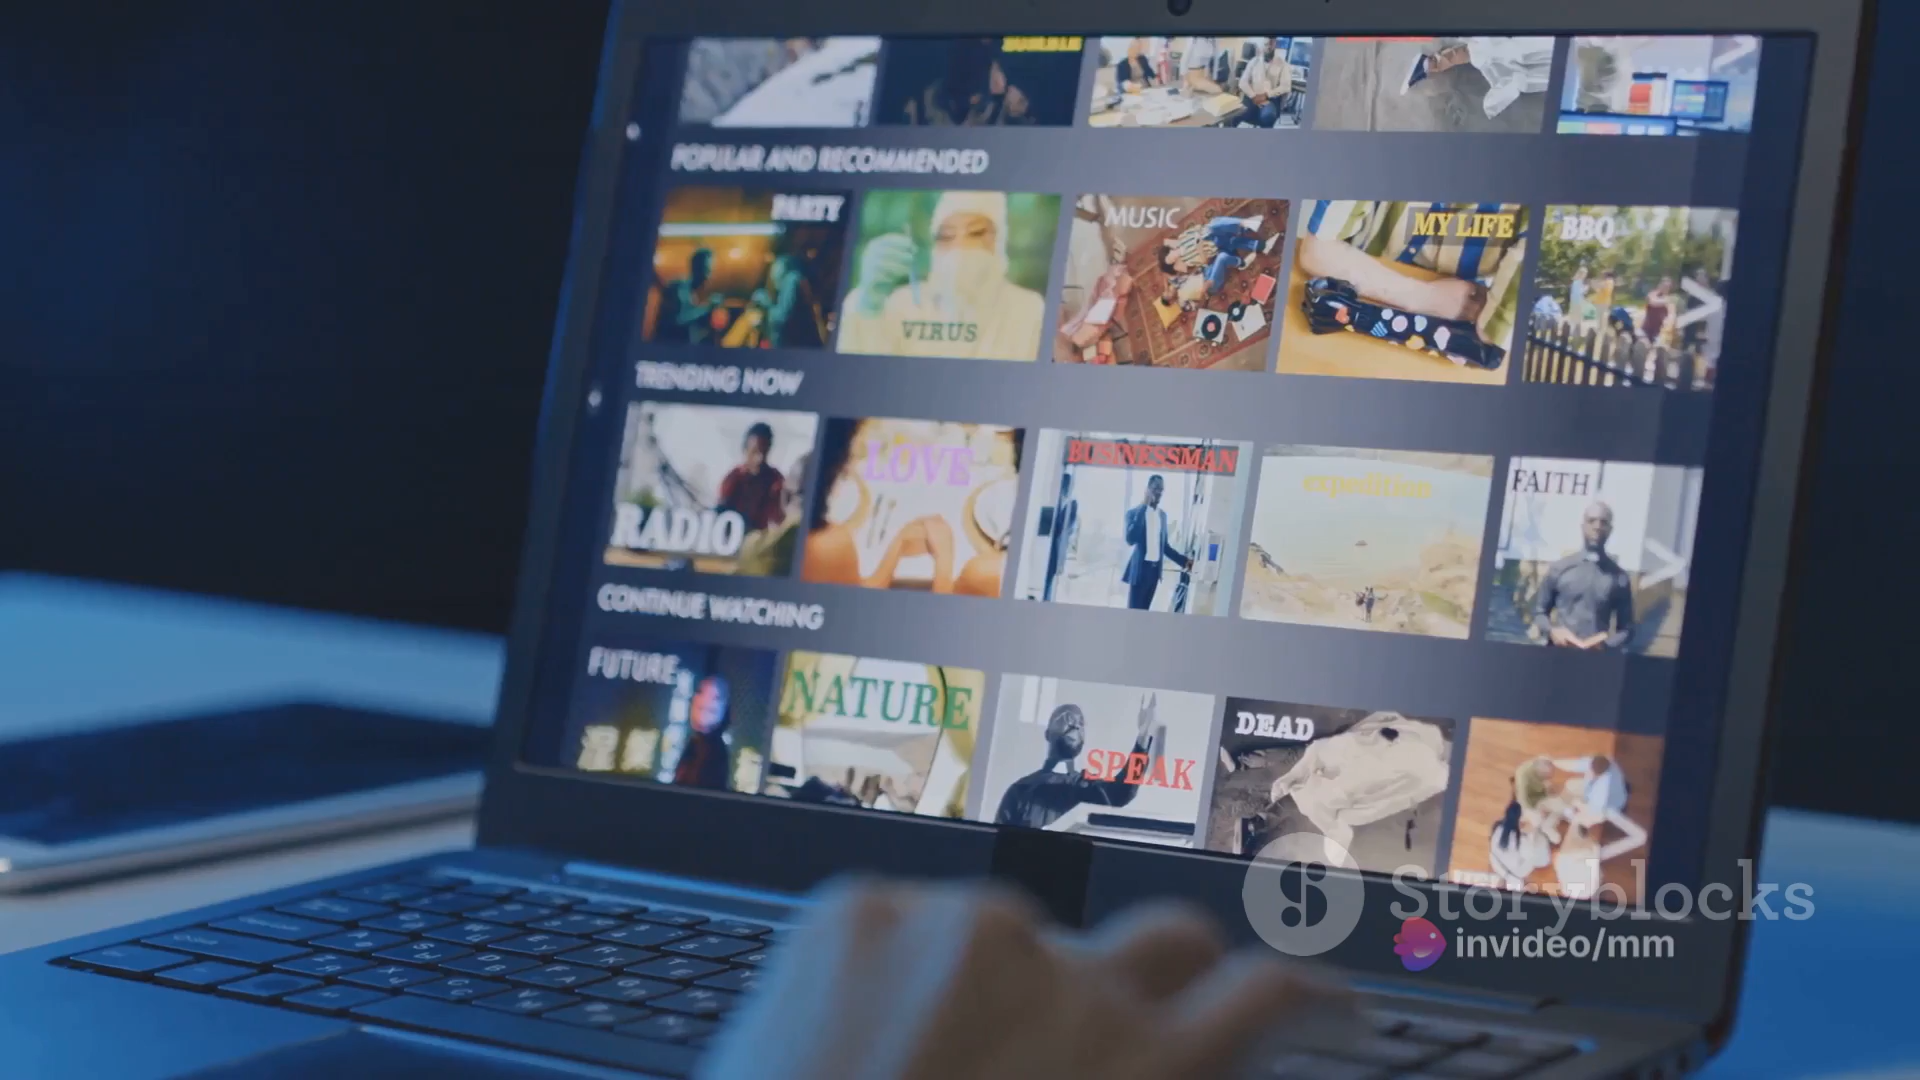 POPULAR AND RECOMMENDED
PARTY
VIRUS
MUSIC
MY LIFE
BBQ
TRENDING NOW
RADIO
LOVE
BUSINESSMAN
expedition
FAITH
CONTINUE WATCHING
FUTURE
NATURE
SPEAK
DEAD
Storyblocks
invideo/mm